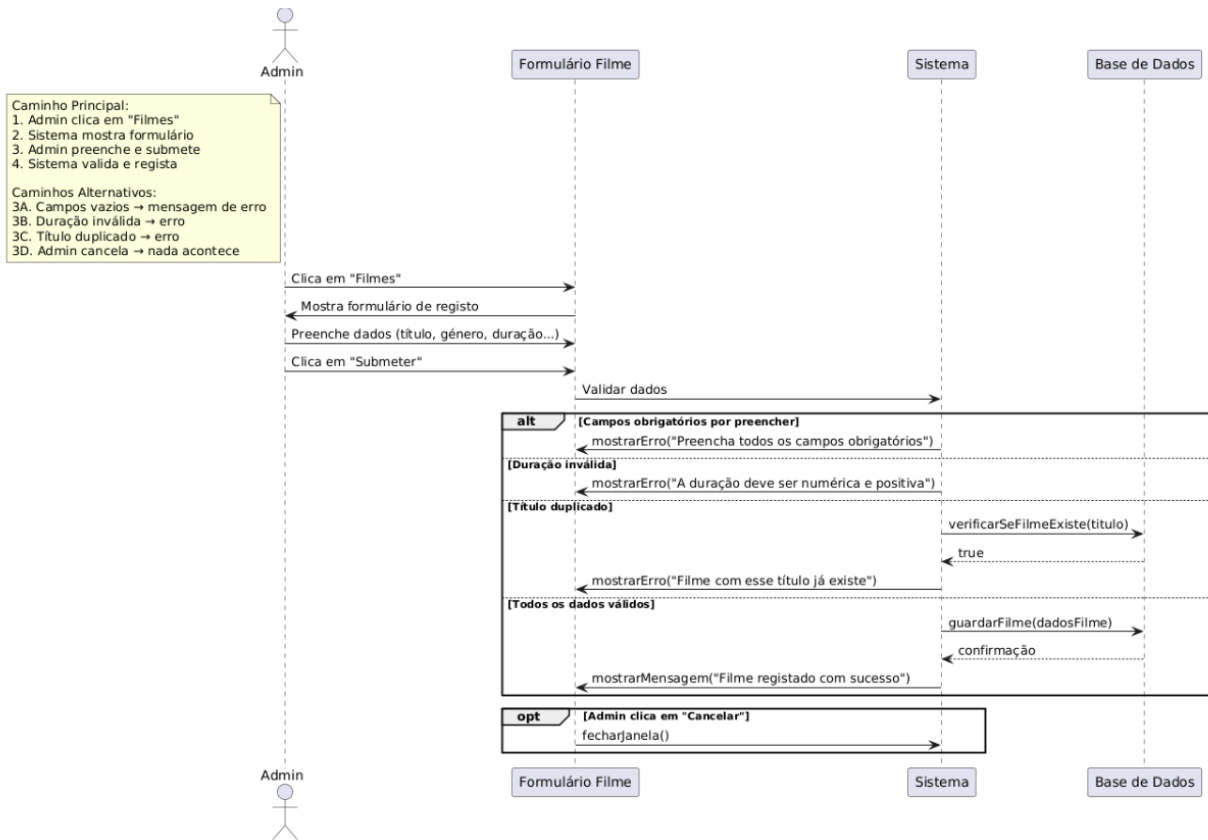 Admin
Formulário Filme
Sistema
Base de Dados
Caminho Principal:
1. Admin clica em "Filmes"
2. Sistema mostra formulário
3. Admin preenche e submete
4. Sistema valida e regista
Caminhos Alternativos:
3A. Campos vazios → mensagem de erro
3B. Duração inválida → erro
3C. Título duplicado → erro
3D. Admin cancela → nada acontece
Clica em "Filmes"
Mostra formulário de registo
Preenche dados (título, género, duração...)
Clica em "Submeter"
Validar dados
alt
[Campos obrigatórios por preencher]
mostrarErro("Preencha todos os campos obrigatórios")
[Duração inválida]
mostrarErro("A duração deve ser numérica e positiva")
[Título duplicado]
verificarSeFilmeExiste(titulo)
true
mostrarErro("Filme com esse título já existe")
[Todos os dados válidos]
guardarFilme(dadosFilme)
confirmação
mostrarMensagem("Filme registado com sucesso")
opt
[Admin clica em "Cancelar"]
fecharJanela()
Admin
Formulário Filme
Sistema
Base de Dados